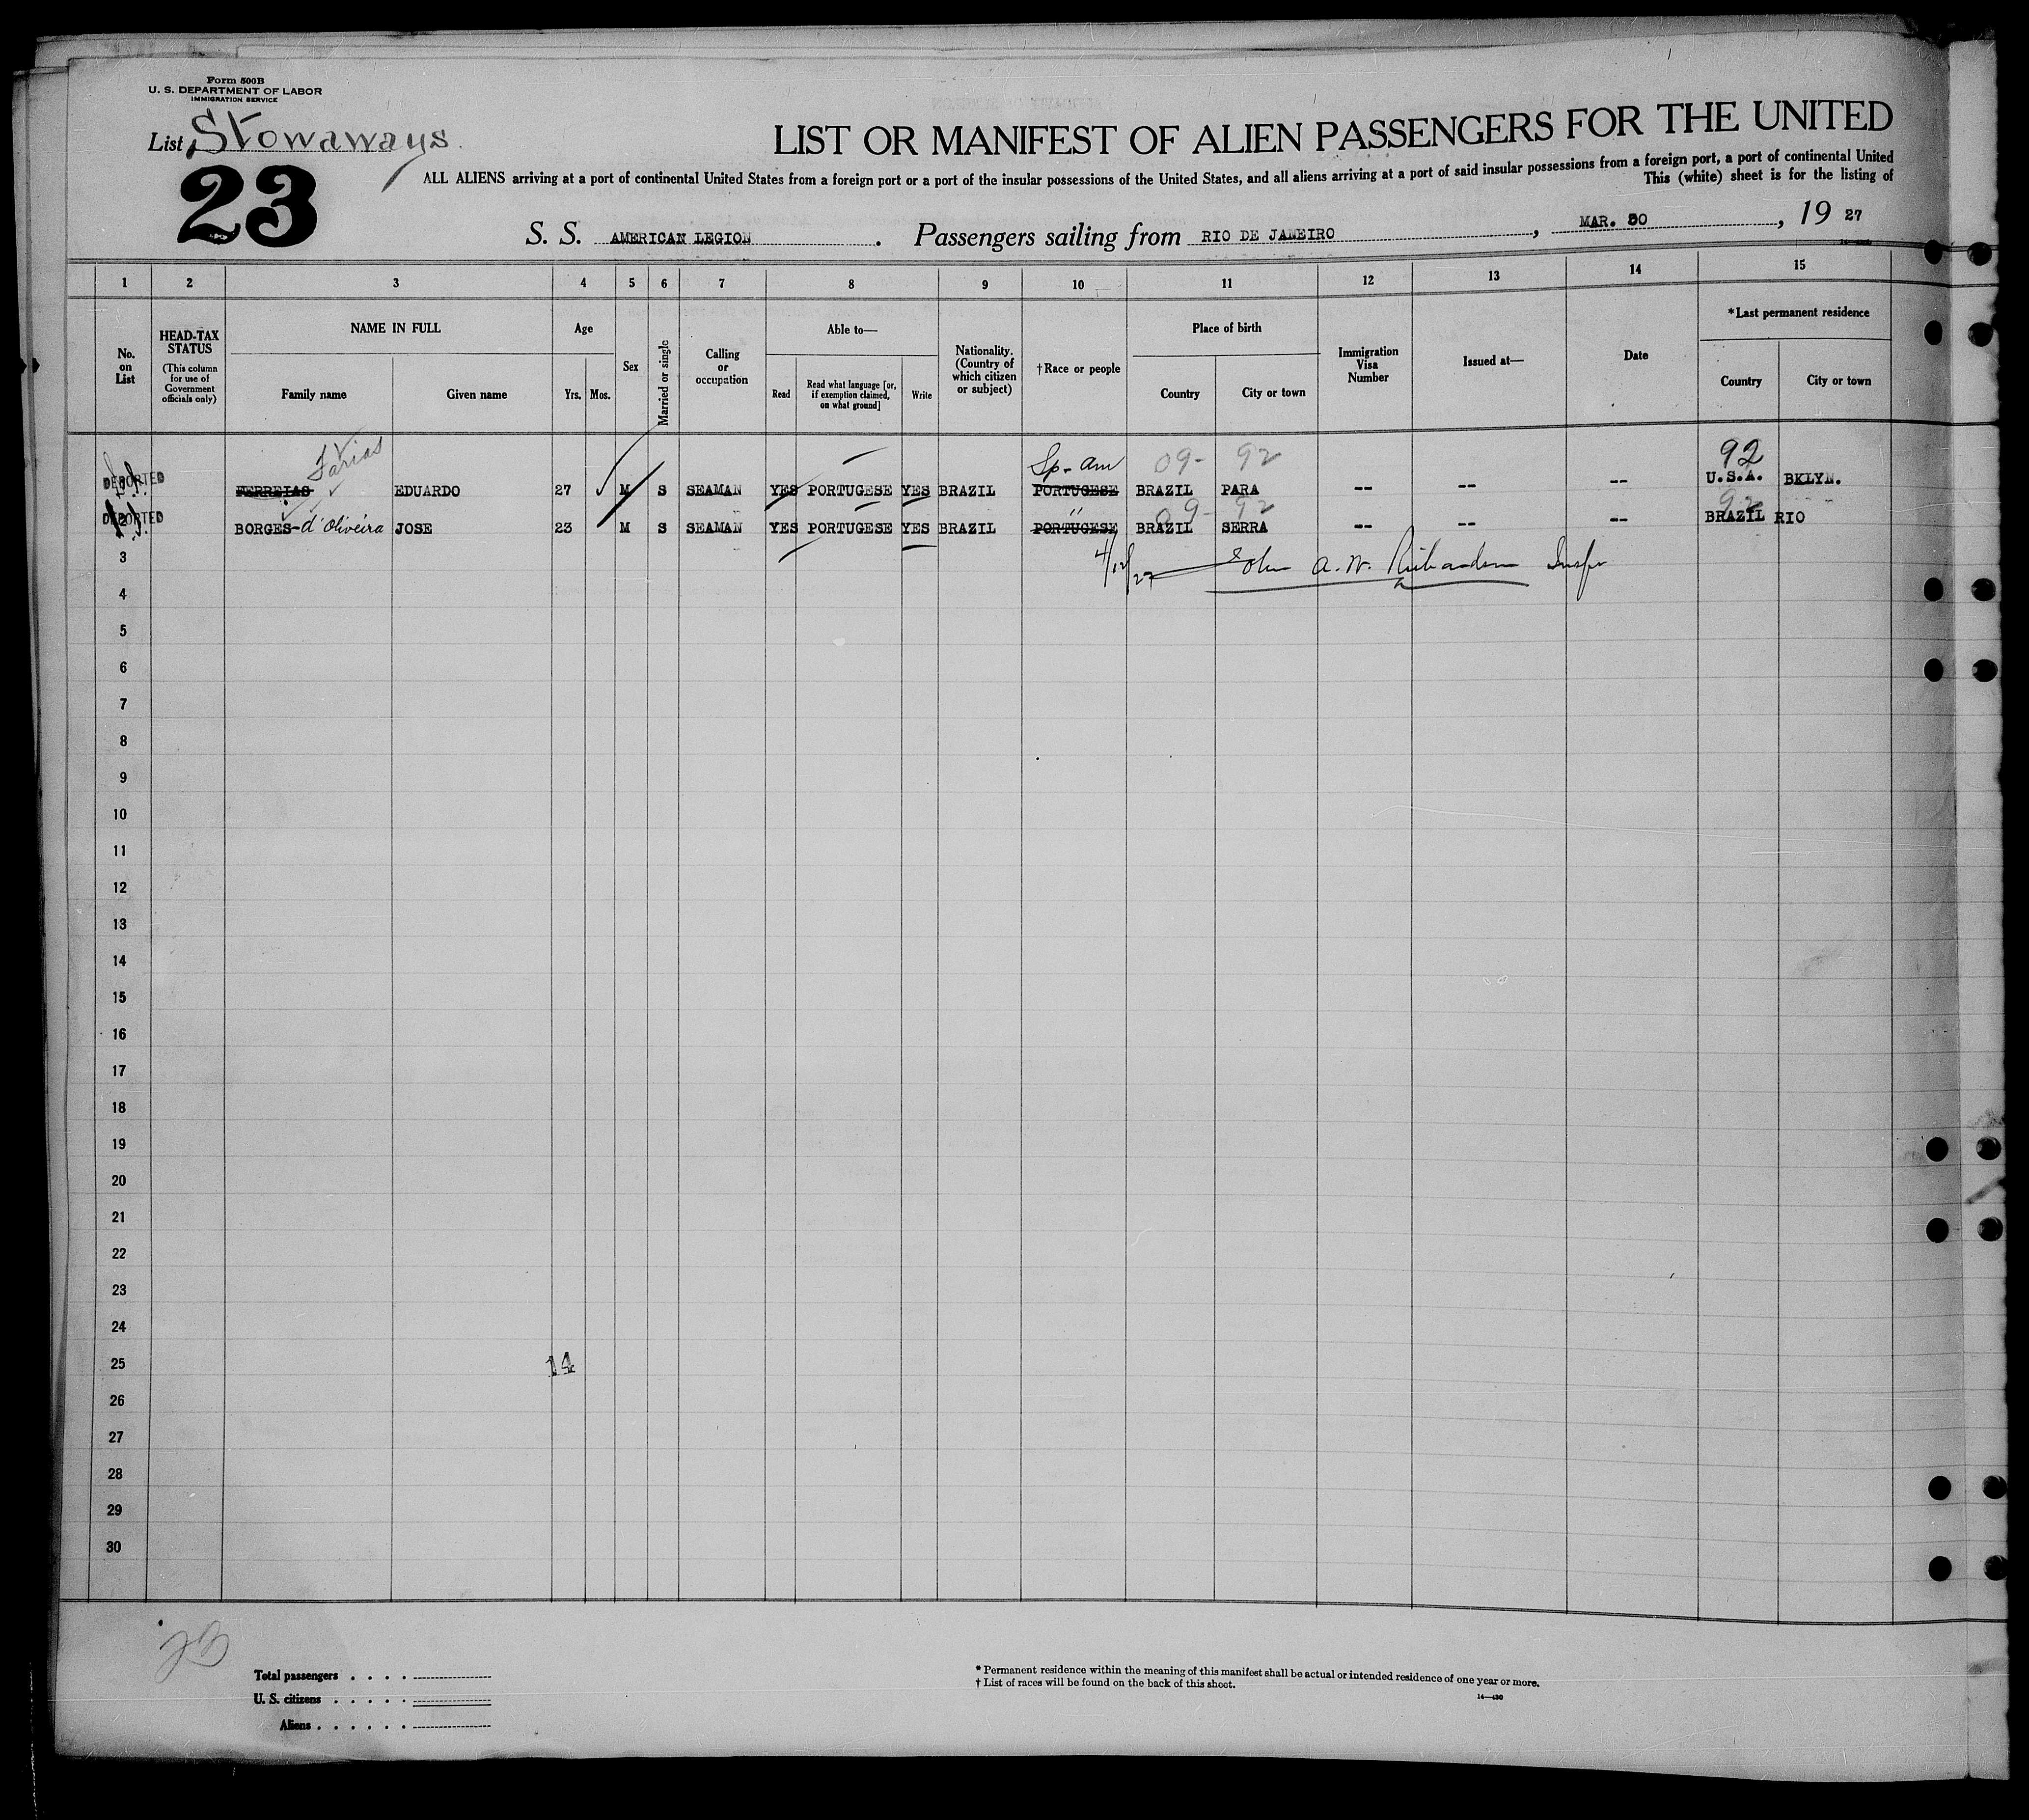 Form 500B
U. S. DEPARTMENT OF LABOR
IMMIGRATION SERVICE
List Stowaways
23
LIST OR MANIFEST OF ALIEN PASSENGERS FOR THE UNITED
ALL ALIENS arriving at a port of continental United States from a foreign port or a port of the insular possessions of the United States, and all aliens arriving at a port of said insular possessions from a foreign port, a port of continental United
This (white) sheet is for the listing of
S. S. AMERICAN LEGION . Passengers sailing from RIO DE JANEIRO , MAR. 30 , 19 27
1 2 3 4 5 6 7 8 9 10 11 12 13 14 15
No. on List
HEAD-TAX STATUS
(This column for use of Government officials only)
NAME IN FULL
Family name Given name
Age
Yrs. Mos.
Sex
Married or single
Calling or occupation
Able to—
Read
Read what language [or, if exemption claimed, on what ground]
Write
Nationality. (Country of which citizen or subject)
†Race or people
Place of birth
Country City or town
Immigration Visa Number
Issued at—
Date
*Last permanent residence
Country City or town
Farias Sp-am 09- 92 92
DEPORTED FERREIAS EDUARDO 27 M S SEAMAN YES PORTUGESE YES BRAZIL PORTUGESE BRAZIL PARA -- -- -- U.S.A. BKLYN.
" 09- 92 92
DEPORTED 2 BORGES-d'Oliveira JOSE 23 M S SEAMAN YES PORTUGESE YES BRAZIL PORTUGESE BRAZIL SERRA -- -- -- BRAZIL RIO
3 4/12/27 John A. W. Richardson Inspr
4
5
6
7
8
9
10
11
12
13
14
15
16
17
18
19
20
21
22
23
24
25 14
26
27
28
29
30
Total passengers . . . .
U. S. citizens . . . . .
Aliens . . . . . .
* Permanent residence within the meaning of this manifest shall be actual or intended residence of one year or more.
† List of races will be found on the back of this sheet.
14—430